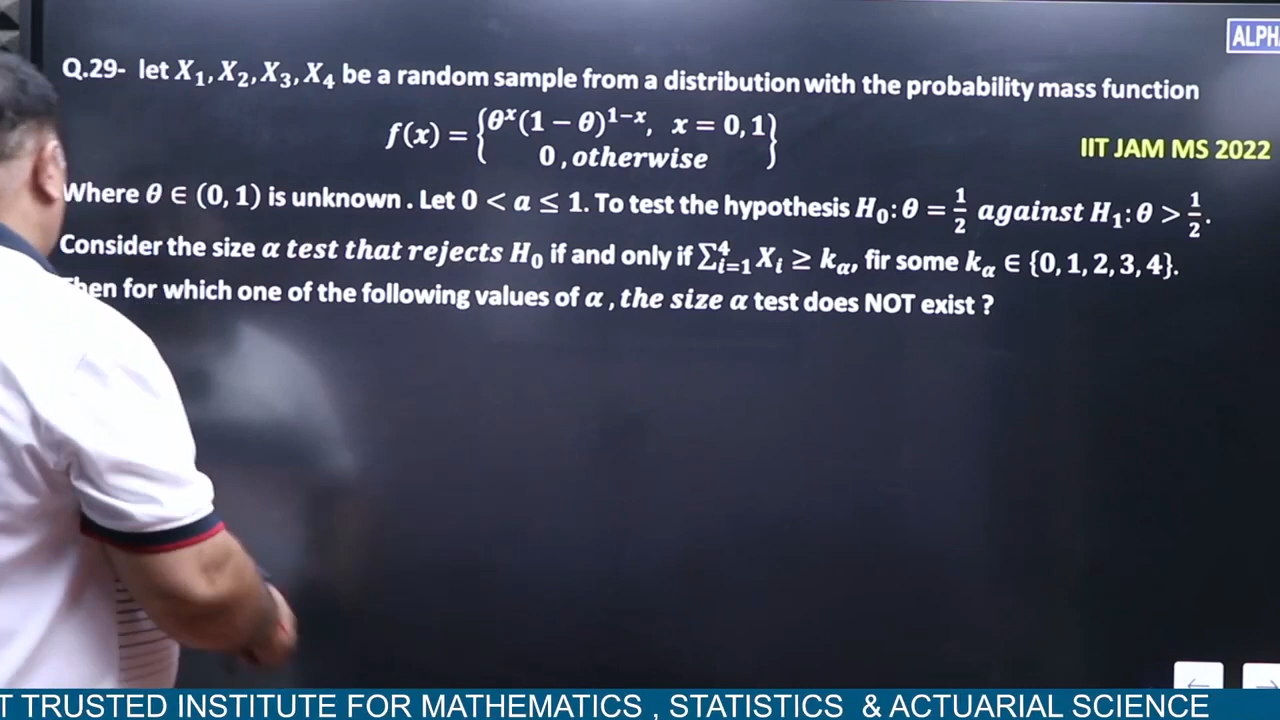 ALPHA
Q.29- let X₁, X₂, X₃, X₄ be a random sample from a distribution with the probability mass function
f(x) = {θˣ(1 − θ)¹⁻ˣ, x = 0, 1
0 , otherwise}
IIT JAM MS 2022
Where θ ∈ (0, 1) is unknown . Let 0 < a ≤ 1. To test the hypothesis H₀: θ = 1/2 against H₁: θ > 1/2.
Consider the size α test that rejects H₀ if and only if ∑⁴ᵢ₌₁ Xᵢ ≥ kα, fir some kα ∈ {0, 1, 2, 3, 4}.
Then for which one of the following values of α , the size α test does NOT exist ?
T TRUSTED INSTITUTE FOR MATHEMATICS , STATISTICS & ACTUARIAL SCIENCE